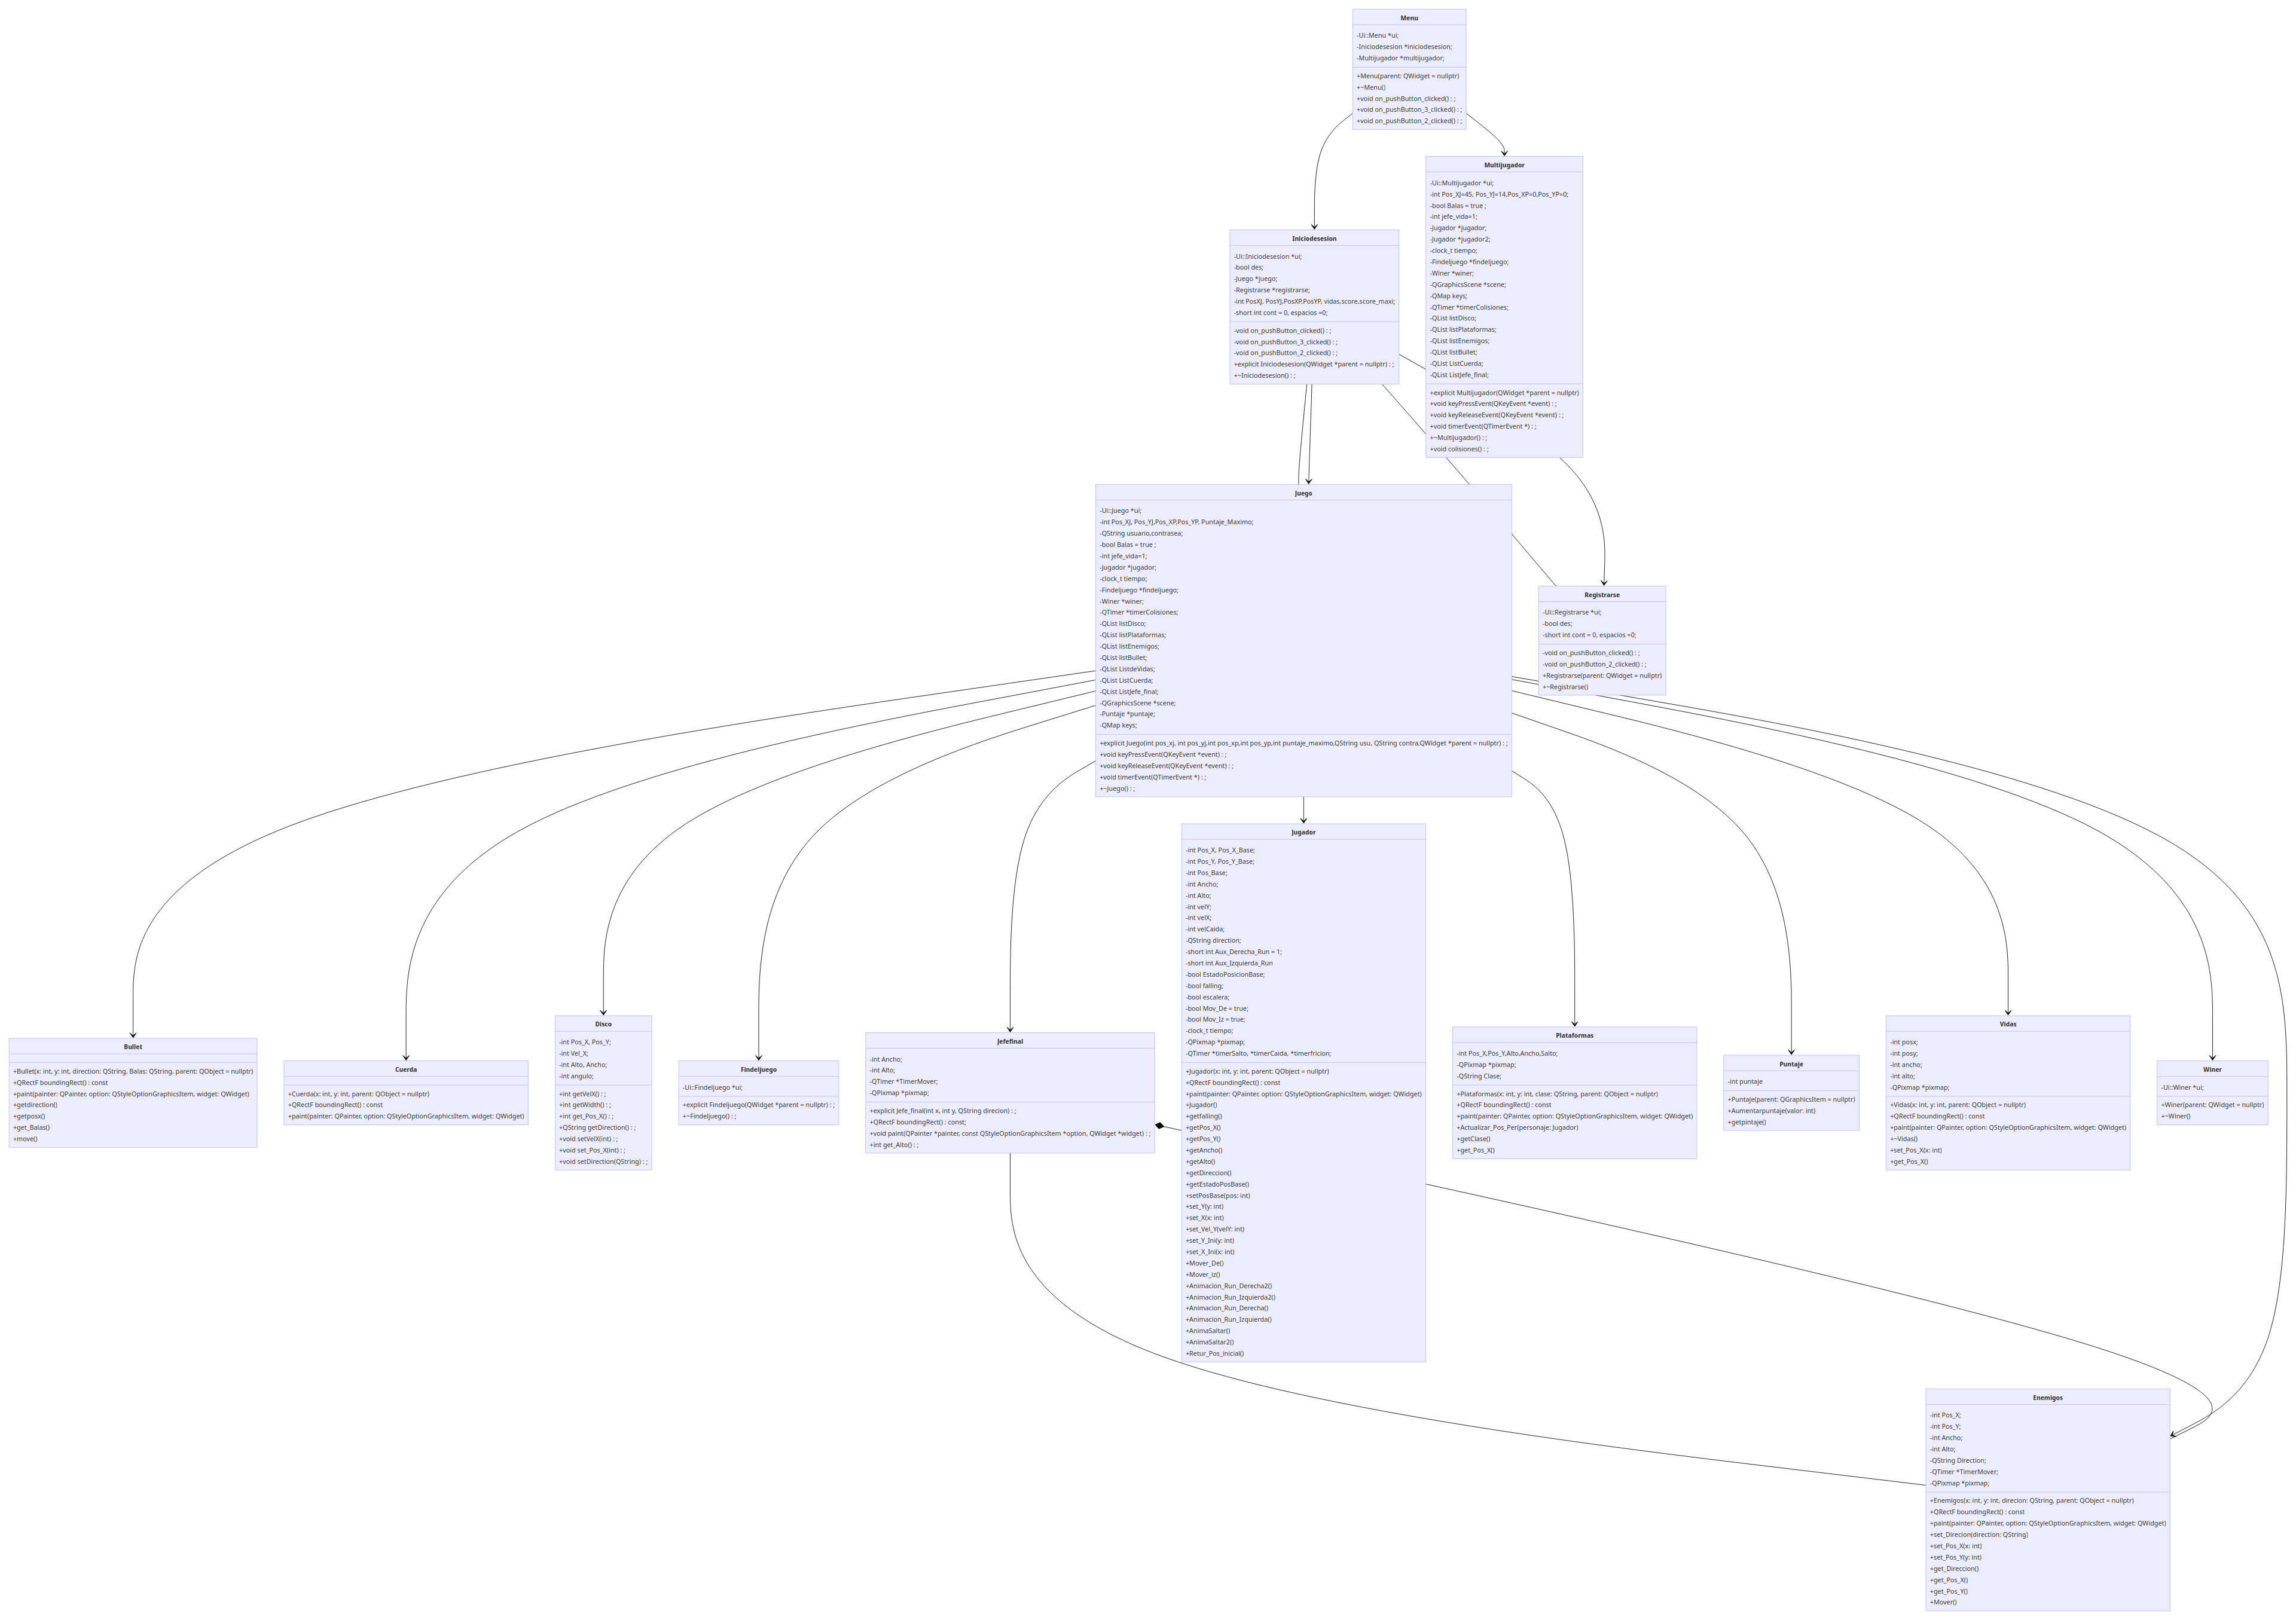 Menu
-Ui::Menu *ui;
-Iniciodesesion *iniciodesesion;
-Multijugador *multijugador;
+Menu(parent: QWidget = nullptr)
+~Menu()
+void on_pushButton_clicked() : ;
+void on_pushButton_3_clicked() : ;
+void on_pushButton_2_clicked() : ;
Multijugador
-Ui::Multijugador *ui;
-int Pos_XJ=45, Pos_YJ=14,Pos_XP=0,Pos_YP=0;
-bool Balas = true ;
-int jefe_vida=1;
-Jugador *jugador;
-Jugador *jugador2;
-clock_t tiempo;
-Findeljuego *findeljuego;
-Winer *winer;
-QGraphicsScene *scene;
-QMap keys;
-QTimer *timerColisiones;
-QList listDisco;
-QList listPlataformas;
-QList listEnemigos;
-QList listBullet;
-QList ListCuerda;
-QList ListJefe_final;
+explicit Multijugador(QWidget *parent = nullptr)
+void keyPressEvent(QKeyEvent *event) : ;
+void keyReleaseEvent(QKeyEvent *event) : ;
+void timerEvent(QTimerEvent *) : ;
+~Multijugador() : ;
+void colisiones() : ;
Iniciodesesion
-Ui::Iniciodesesion *ui;
-bool des;
-Juego *juego;
-Registrarse *registrarse;
-int PosXJ, PosYJ,PosXP,PosYP, vidas,score,score_maxi;
-short int cont = 0, espacios =0;
-void on_pushButton_clicked() : ;
-void on_pushButton_3_clicked() : ;
-void on_pushButton_2_clicked() : ;
+explicit Iniciodesesion(QWidget *parent = nullptr) : ;
+~Iniciodesesion() : ;
Juego
-Ui::Juego *ui;
-int Pos_XJ, Pos_YJ,Pos_XP,Pos_YP, Puntaje_Maximo;
-QString usuario,contrasea;
-bool Balas = true ;
-int jefe_vida=1;
-Jugador *jugador;
-clock_t tiempo;
-Findeljuego *findeljuego;
-Winer *winer;
-QTimer *timerColisiones;
-QList listDisco;
-QList listPlataformas;
-QList listEnemigos;
-QList listBullet;
-QList ListdeVidas;
-QList ListCuerda;
-QList ListJefe_final;
-QGraphicsScene *scene;
-Puntaje *puntaje;
-QMap keys;
+explicit Juego(int pos_xj, int pos_yj,int pos_xp,int pos_yp,int puntaje_maximo,QString usu, QString contra,QWidget *parent = nullptr) : ;
+void keyPressEvent(QKeyEvent *event) : ;
+void keyReleaseEvent(QKeyEvent *event) : ;
+void timerEvent(QTimerEvent *) : ;
+~Juego() : ;
Registrarse
-Ui::Registrarse *ui;
-bool des;
-short int cont = 0, espacios =0;
-void on_pushButton_clicked() : ;
-void on_pushButton_2_clicked() : ;
+Registrarse(parent: QWidget = nullptr)
+~Registrarse()
Bullet
+Bullet(x: int, y: int, direction: QString, Balas: QString, parent: QObject = nullptr)
+QRectF boundingRect() : const
+paint(painter: QPainter, option: QStyleOptionGraphicsItem, widget: QWidget)
+getdirection()
+getposx()
+get_Balas()
+move()
Cuerda
+Cuerda(x: int, y: int, parent: QObject = nullptr)
+QRectF boundingRect() : const
+paint(painter: QPainter, option: QStyleOptionGraphicsItem, widget: QWidget)
Disco
-int Pos_X, Pos_Y;
-int Vel_X;
-int Alto, Ancho;
-int angulo;
+int getVelX() : ;
+int getWidth() : ;
+int get_Pos_X() : ;
+QString getDirection() : ;
+void setVelX(int) : ;
+void set_Pos_X(int) : ;
+void setDirection(QString) : ;
Findeljuego
-Ui::Findeljuego *ui;
+explicit Findeljuego(QWidget *parent = nullptr) : ;
+~Findeljuego() : ;
Jefefinal
-int Ancho;
-int Alto;
-QTimer *TimerMover;
-QPixmap *pixmap;
+explicit Jefe_final(int x, int y, QString direcion) : ;
+QRectF boundingRect() : const;
+void paint(QPainter *painter, const QStyleOptionGraphicsItem *option, QWidget *widget) : ;
+int get_Alto() : ;
Jugador
-int Pos_X, Pos_X_Base;
-int Pos_Y, Pos_Y_Base;
-int Pos_Base;
-int Ancho;
-int Alto;
-int velY;
-int velX;
-int velCaida;
-QString direction;
-short int Aux_Derecha_Run = 1;
-short int Aux_Izquierda_Run
-bool EstadoPosicionBase;
-bool falling;
-bool escalera;
-bool Mov_De = true;
-bool Mov_Iz = true;
-clock_t tiempo;
-QPixmap *pixmap;
-QTimer *timerSalto, *timerCaida, *timerfricion;
+Jugador(x: int, y: int, parent: QObject = nullptr)
+QRectF boundingRect() : const
+paint(painter: QPainter, option: QStyleOptionGraphicsItem, widget: QWidget)
+Jugador()
+getfalling()
+getPos_X()
+getPos_Y()
+getAncho()
+getAlto()
+getDireccion()
+getEstadoPosBase()
+setPosBase(pos: int)
+set_Y(y: int)
+set_X(x: int)
+set_Vel_Y(velY: int)
+set_Y_Ini(y: int)
+set_X_Ini(x: int)
+Mover_De()
+Mover_iz()
+Animacion_Run_Derecha2()
+Animacion_Run_Izquierda2()
+Animacion_Run_Derecha()
+Animacion_Run_Izquierda()
+AnimaSaltar()
+AnimaSaltar2()
+Retur_Pos_inicial()
Plataformas
-int Pos_X,Pos_Y,Alto,Ancho,Salto;
-QPixmap *pixmap;
-QString Clase;
+Plataformas(x: int, y: int, clase: QString, parent: QObject = nullptr)
+QRectF boundingRect() : const
+paint(painter: QPainter, option: QStyleOptionGraphicsItem, widget: QWidget)
+Actualizar_Pos_Per(personaje: Jugador)
+getClase()
+get_Pos_X()
Puntaje
-int puntaje
+Puntaje(parent: QGraphicsItem = nullptr)
+Aumentarpuntaje(valor: int)
+getpintaje()
Vidas
-int posx;
-int posy;
-int ancho;
-int alto;
-QPixmap *pixmap;
+Vidas(x: int, y: int, parent: QObject = nullptr)
+QRectF boundingRect() : const
+paint(painter: QPainter, option: QStyleOptionGraphicsItem, widget: QWidget)
+~Vidas()
+set_Pos_X(x: int)
+get_Pos_X()
Winer
-Ui::Winer *ui;
+Winer(parent: QWidget = nullptr)
+~Winer()
Enemigos
-int Pos_X;
-int Pos_Y;
-int Ancho;
-int Alto;
-QString Direction;
-QTimer *TimerMover;
-QPixmap *pixmap;
+Enemigos(x: int, y: int, direcion: QString, parent: QObject = nullptr)
+QRectF boundingRect() : const
+paint(painter: QPainter, option: QStyleOptionGraphicsItem, widget: QWidget)
+set_Direcion(direction: QString)
+set_Pos_X(x: int)
+set_Pos_Y(y: int)
+get_Direccion()
+get_Pos_X()
+get_Pos_Y()
+Mover()